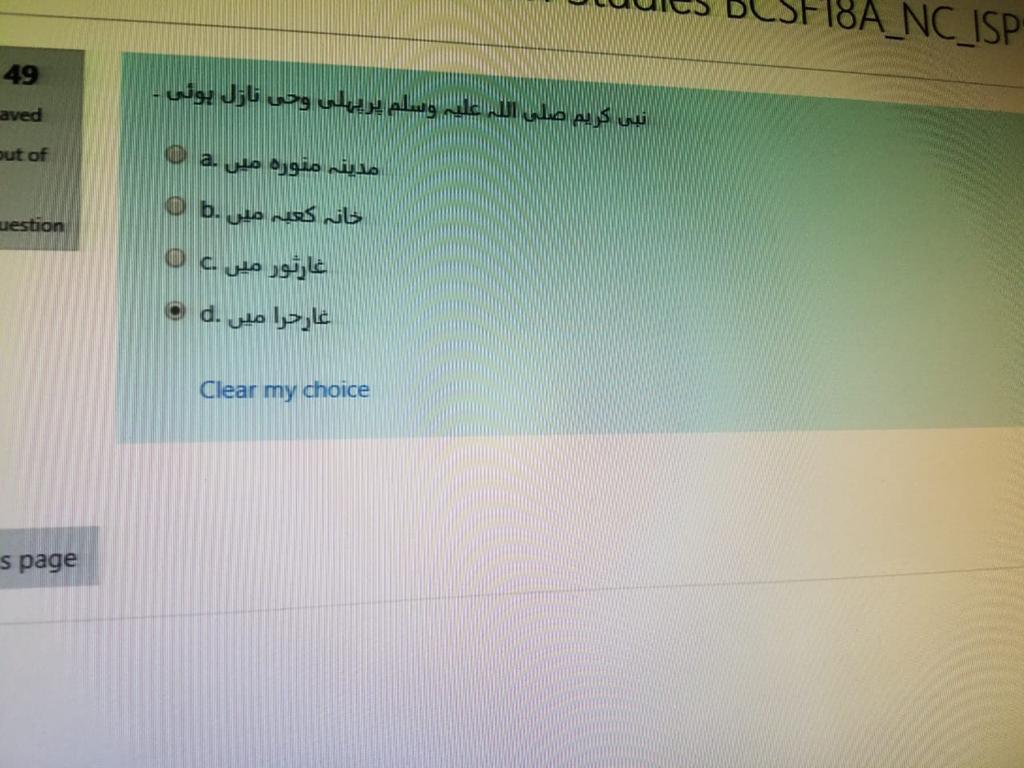 Studies BCSF18A_NC_ISP
49
aved
out of
uestion
نبی کریم صلی اللہ علیہ وسلم پرپہلی وحی نازل ہوئی ۔
a. مدینہ منورہ میں
b. خانہ کعبہ میں
c. غارثور میں
d. غارحرا میں
Clear my choice
s page